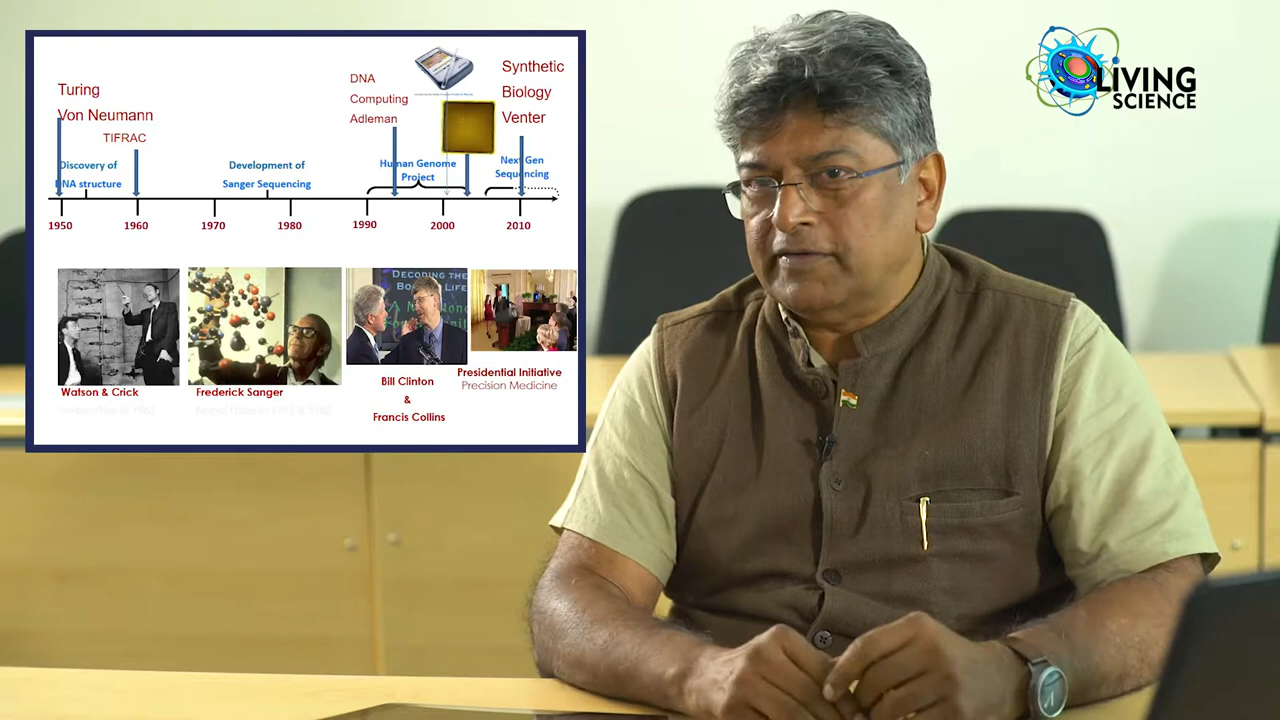 Turing
Von Neumann
TIFRAC
DNA
Computing
Adleman
Synthetic
Biology
Venter
Discovery of
DNA structure
Development of
Sanger Sequencing
Human Genome
Project
Next Gen
Sequencing
1950
1960
1970
1980
1990
2000
2010
DECODING THE
Watson & Crick
Frederick Sanger
Bill Clinton
&
Francis Collins
Presidential Initiative
Precision Medicine
LIVING
SCIENCE